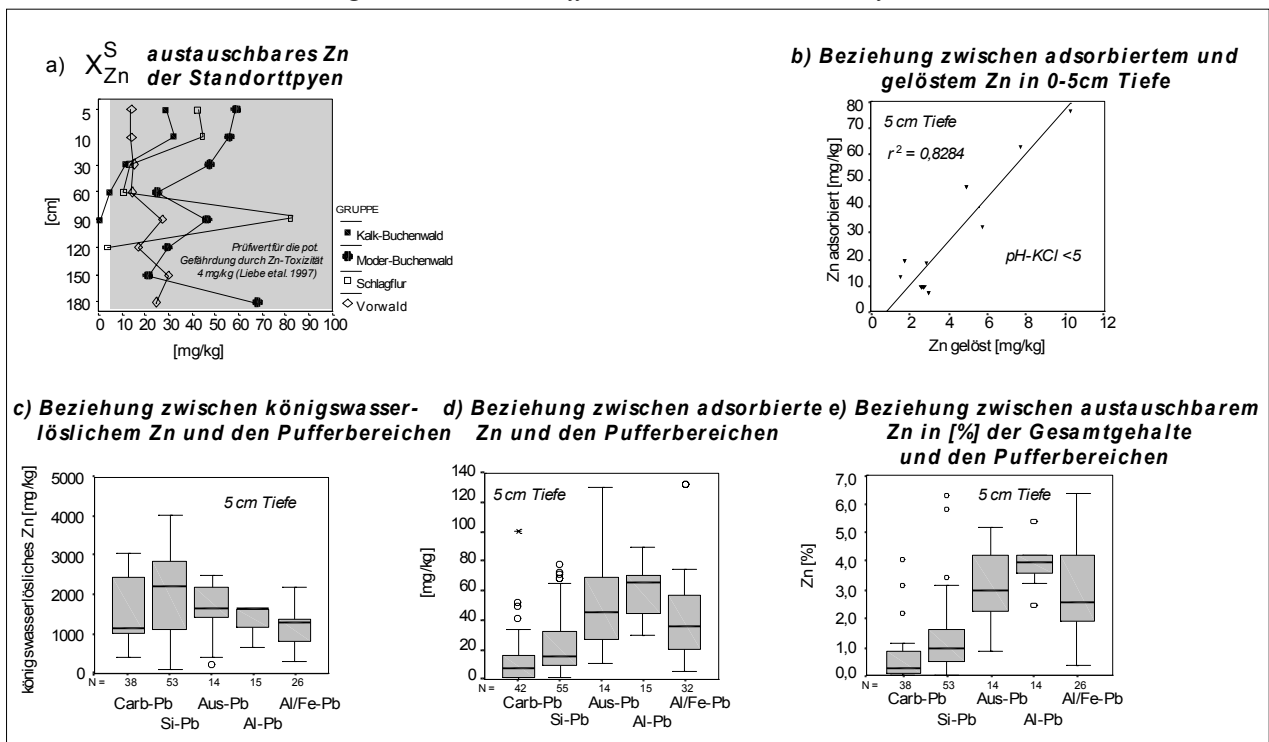 a) X S Zn austauschbares Zn
der Standorttpyen
5
10
30
60
90
120
150
180
[cm]
0 10 20 30 40 50 60 70 80 90 100
[mg/kg]
Prüfwert für die pot.
Gefährdung durch Zn-Toxizität
4 mg/kg (Liebe et al. 1997)
GRUPPE
Kalk-Buchenwald
Moder-Buchenwald
Schlagflur
Vorwald
b) Beziehung zwischen adsorbiertem und
gelöstem Zn in 0-5cm Tiefe
Zn adsorbiert [mg/kg]
80
70
60
50
40
30
20
10
0
5 cm Tiefe
r² = 0,8284
pH-KCl <5
0 2 4 6 8 10 12
Zn gelöst [mg/kg]
c) Beziehung zwischen königswasser-
löslichem Zn und den Pufferbereichen
königswasserlösliches Zn [mg/kg]
5000
4000
3000
2000
1000
0
5 cm Tiefe
N = 38 53 14 15 26
Carb-Pb Aus-Pb Al/Fe-Pb
Si-Pb Al-Pb
d) Beziehung zwischen adsorbierte
Zn und den Pufferbereichen
[mg/kg]
140
120
100
80
60
40
20
0
5 cm Tiefe
N = 42 55 14 15 32
Carb-Pb Aus-Pb Al/Fe-Pb
Si-Pb Al-Pb
e) Beziehung zwischen austauschbarem
Zn in [%] der Gesamtgehalte
und den Pufferbereichen
Zn [%]
7,0
6,0
5,0
4,0
3,0
2,0
1,0
0,0
5 cm Tiefe
N = 38 53 14 14 26
Carb-Pb Aus-Pb Al/Fe-Pb
Si-Pb Al-Pb